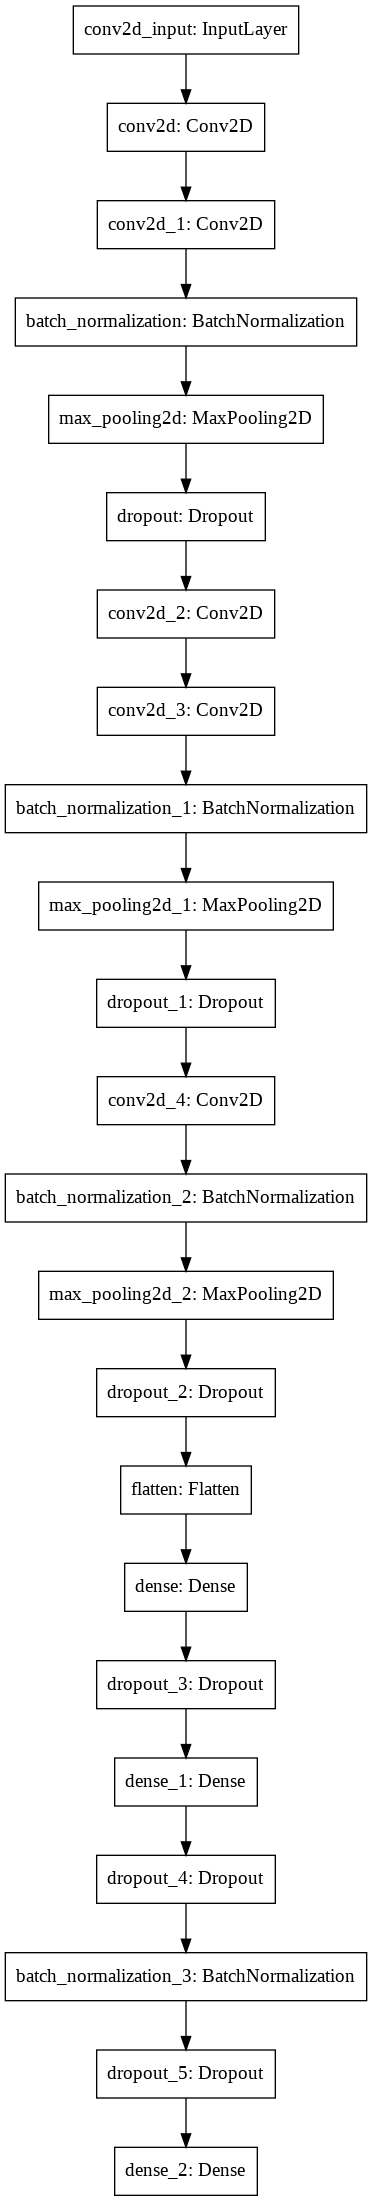 conv2d_input: InputLayer
conv2d: Conv2D
conv2d_1: Conv2D
batch_normalization: BatchNormalization
max_pooling2d: MaxPooling2D
dropout: Dropout
conv2d_2: Conv2D
conv2d_3: Conv2D
batch_normalization_1: BatchNormalization
max_pooling2d_1: MaxPooling2D
dropout_1: Dropout
conv2d_4: Conv2D
batch_normalization_2: BatchNormalization
max_pooling2d_2: MaxPooling2D
dropout_2: Dropout
flatten: Flatten
dense: Dense
dropout_3: Dropout
dense_1: Dense
dropout_4: Dropout
batch_normalization_3: BatchNormalization
dropout_5: Dropout
dense_2: Dense